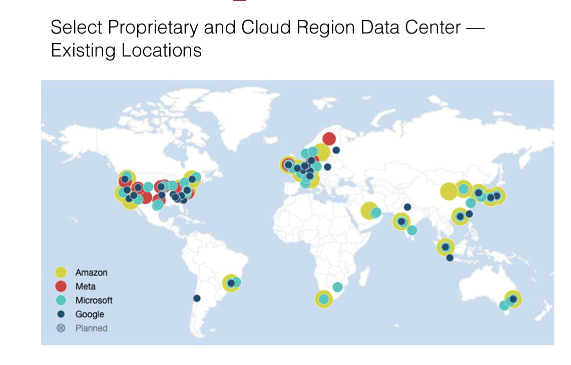 Select Proprietary and Cloud Region Data Center —
Existing Locations
Amazon
Meta
Microsoft
Google
Planned